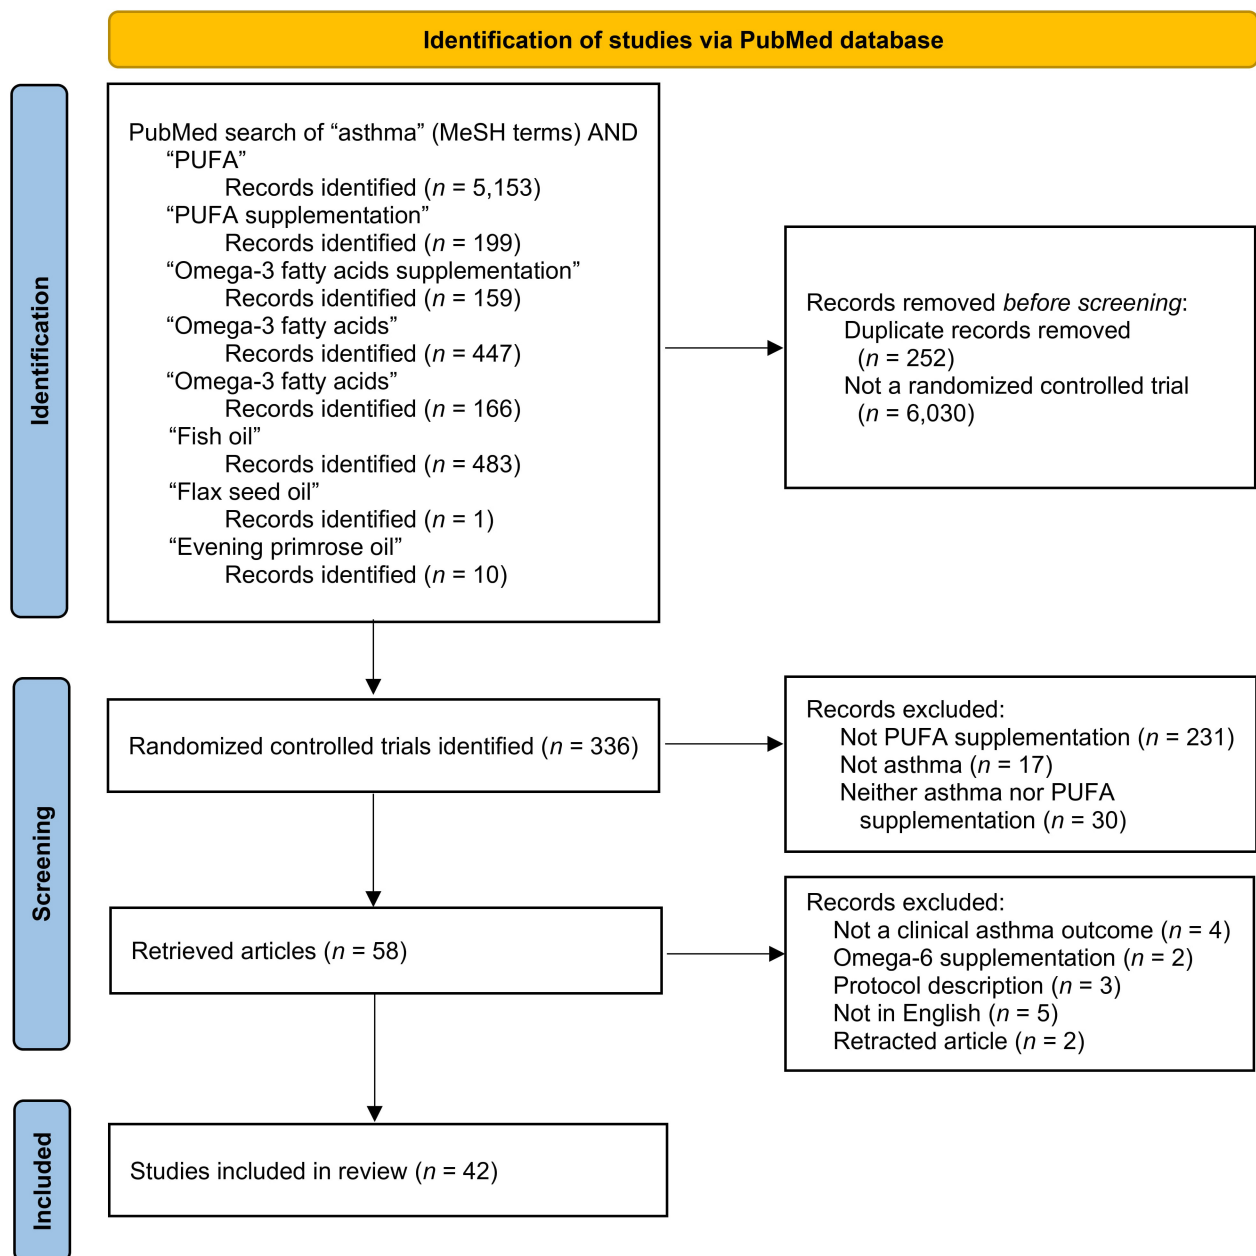 Identification of studies via PubMed database
Identification
PubMed search of “asthma” (MeSH terms) AND
“PUFA”
Records identified (n = 5,153)
“PUFA supplementation”
Records identified (n = 199)
“Omega-3 fatty acids supplementation”
Records identified (n = 159)
“Omega-3 fatty acids”
Records identified (n = 447)
“Omega-3 fatty acids”
Records identified (n = 166)
“Fish oil”
Records identified (n = 483)
“Flax seed oil”
Records identified (n = 1)
“Evening primrose oil”
Records identified (n = 10)
Records removed before screening:
Duplicate records removed
(n = 252)
Not a randomized controlled trial
(n = 6,030)
Screening
Randomized controlled trials identified (n = 336)
Records excluded:
Not PUFA supplementation (n = 231)
Not asthma (n = 17)
Neither asthma nor PUFA
supplementation (n = 30)
Retrieved articles (n = 58)
Records excluded:
Not a clinical asthma outcome (n = 4)
Omega-6 supplementation (n = 2)
Protocol description (n = 3)
Not in English (n = 5)
Retracted article (n = 2)
Included
Studies included in review (n = 42)